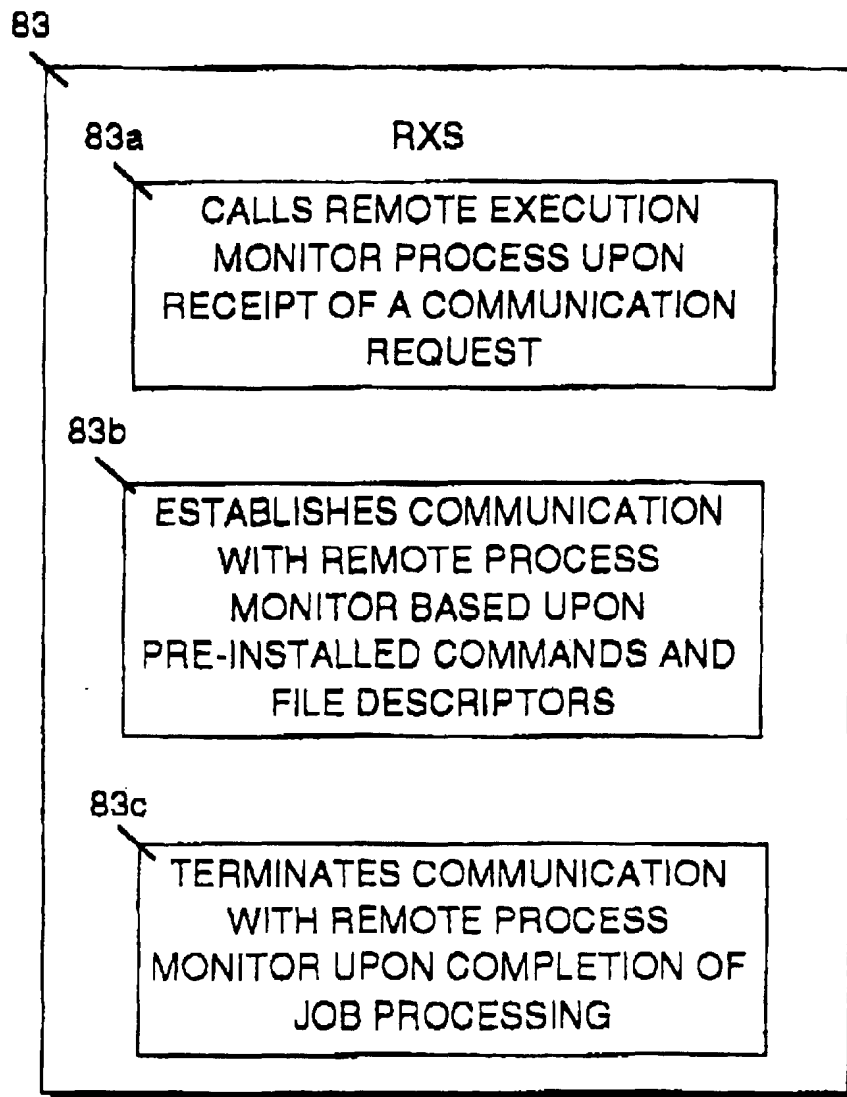 83
83a
RXS
CALLS REMOTE EXECUTION
MONITOR PROCESS UPON
RECEIPT OF A COMMUNICATION
REQUEST
83b
ESTABLISHES COMMUNICATION
WITH REMOTE PROCESS
MONITOR BASED UPON
PRE-INSTALLED COMMANDS AND
FILE DESCRIPTORS
83c
TERMINATES COMMUNICATION
WITH REMOTE PROCESS
MONITOR UPON COMPLETION OF
JOB PROCESSING